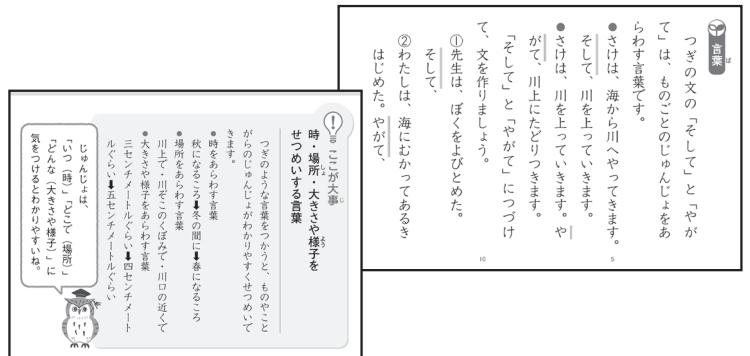 言葉
ば
つぎの文の「そして」と「やが
て」は、ものごとのじゅんじょをあ
らわす言葉です。
●さけは、海から川へやってきます。
そして、川を上っていきます。
●さけは、川を上っていきます。や
がて、川上にたどりつきます。
「そして」と「やがて」につづけ
て、文を作りましょう。
①先生は、ぼくをよびとめた。
そして、
②わたしは、海にむかってあるき
はじめた。やがて、
5
10
ここが大事
じ
時・場所・大きさや様子を
しょ
よう
せつめいする言葉
つぎのような言葉をつかうと、ものやこと
がらのじゅんじょがわかりやすくせつめいで
きます。
●時をあらわす言葉
秋になるころ➡冬の間に➡春になるころ
●場所をあらわす言葉
川上で・川ぞこのくぼみで・川口の近くで
●大きさや様子をあらわす言葉
三センチメートルぐらい➡四センチメート
ルぐらい➡五センチメートルぐらい
じゅんじょは、
「いつ（時）」「どこで（場所）」
「どんな（大きさや様子）」に
気をつけるとわかりやすいね。